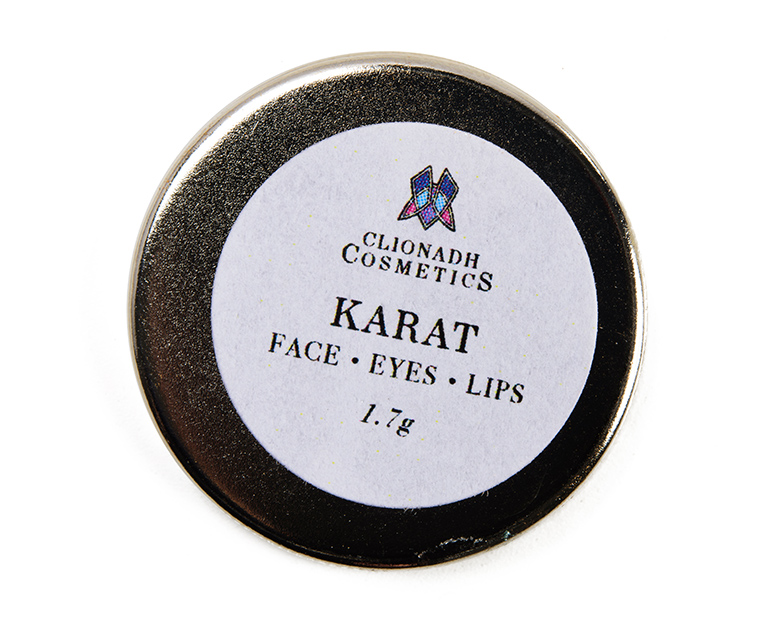 CLIONADH
COSMETICS
KARAT
FACE • EYES • LIPS
1.7g